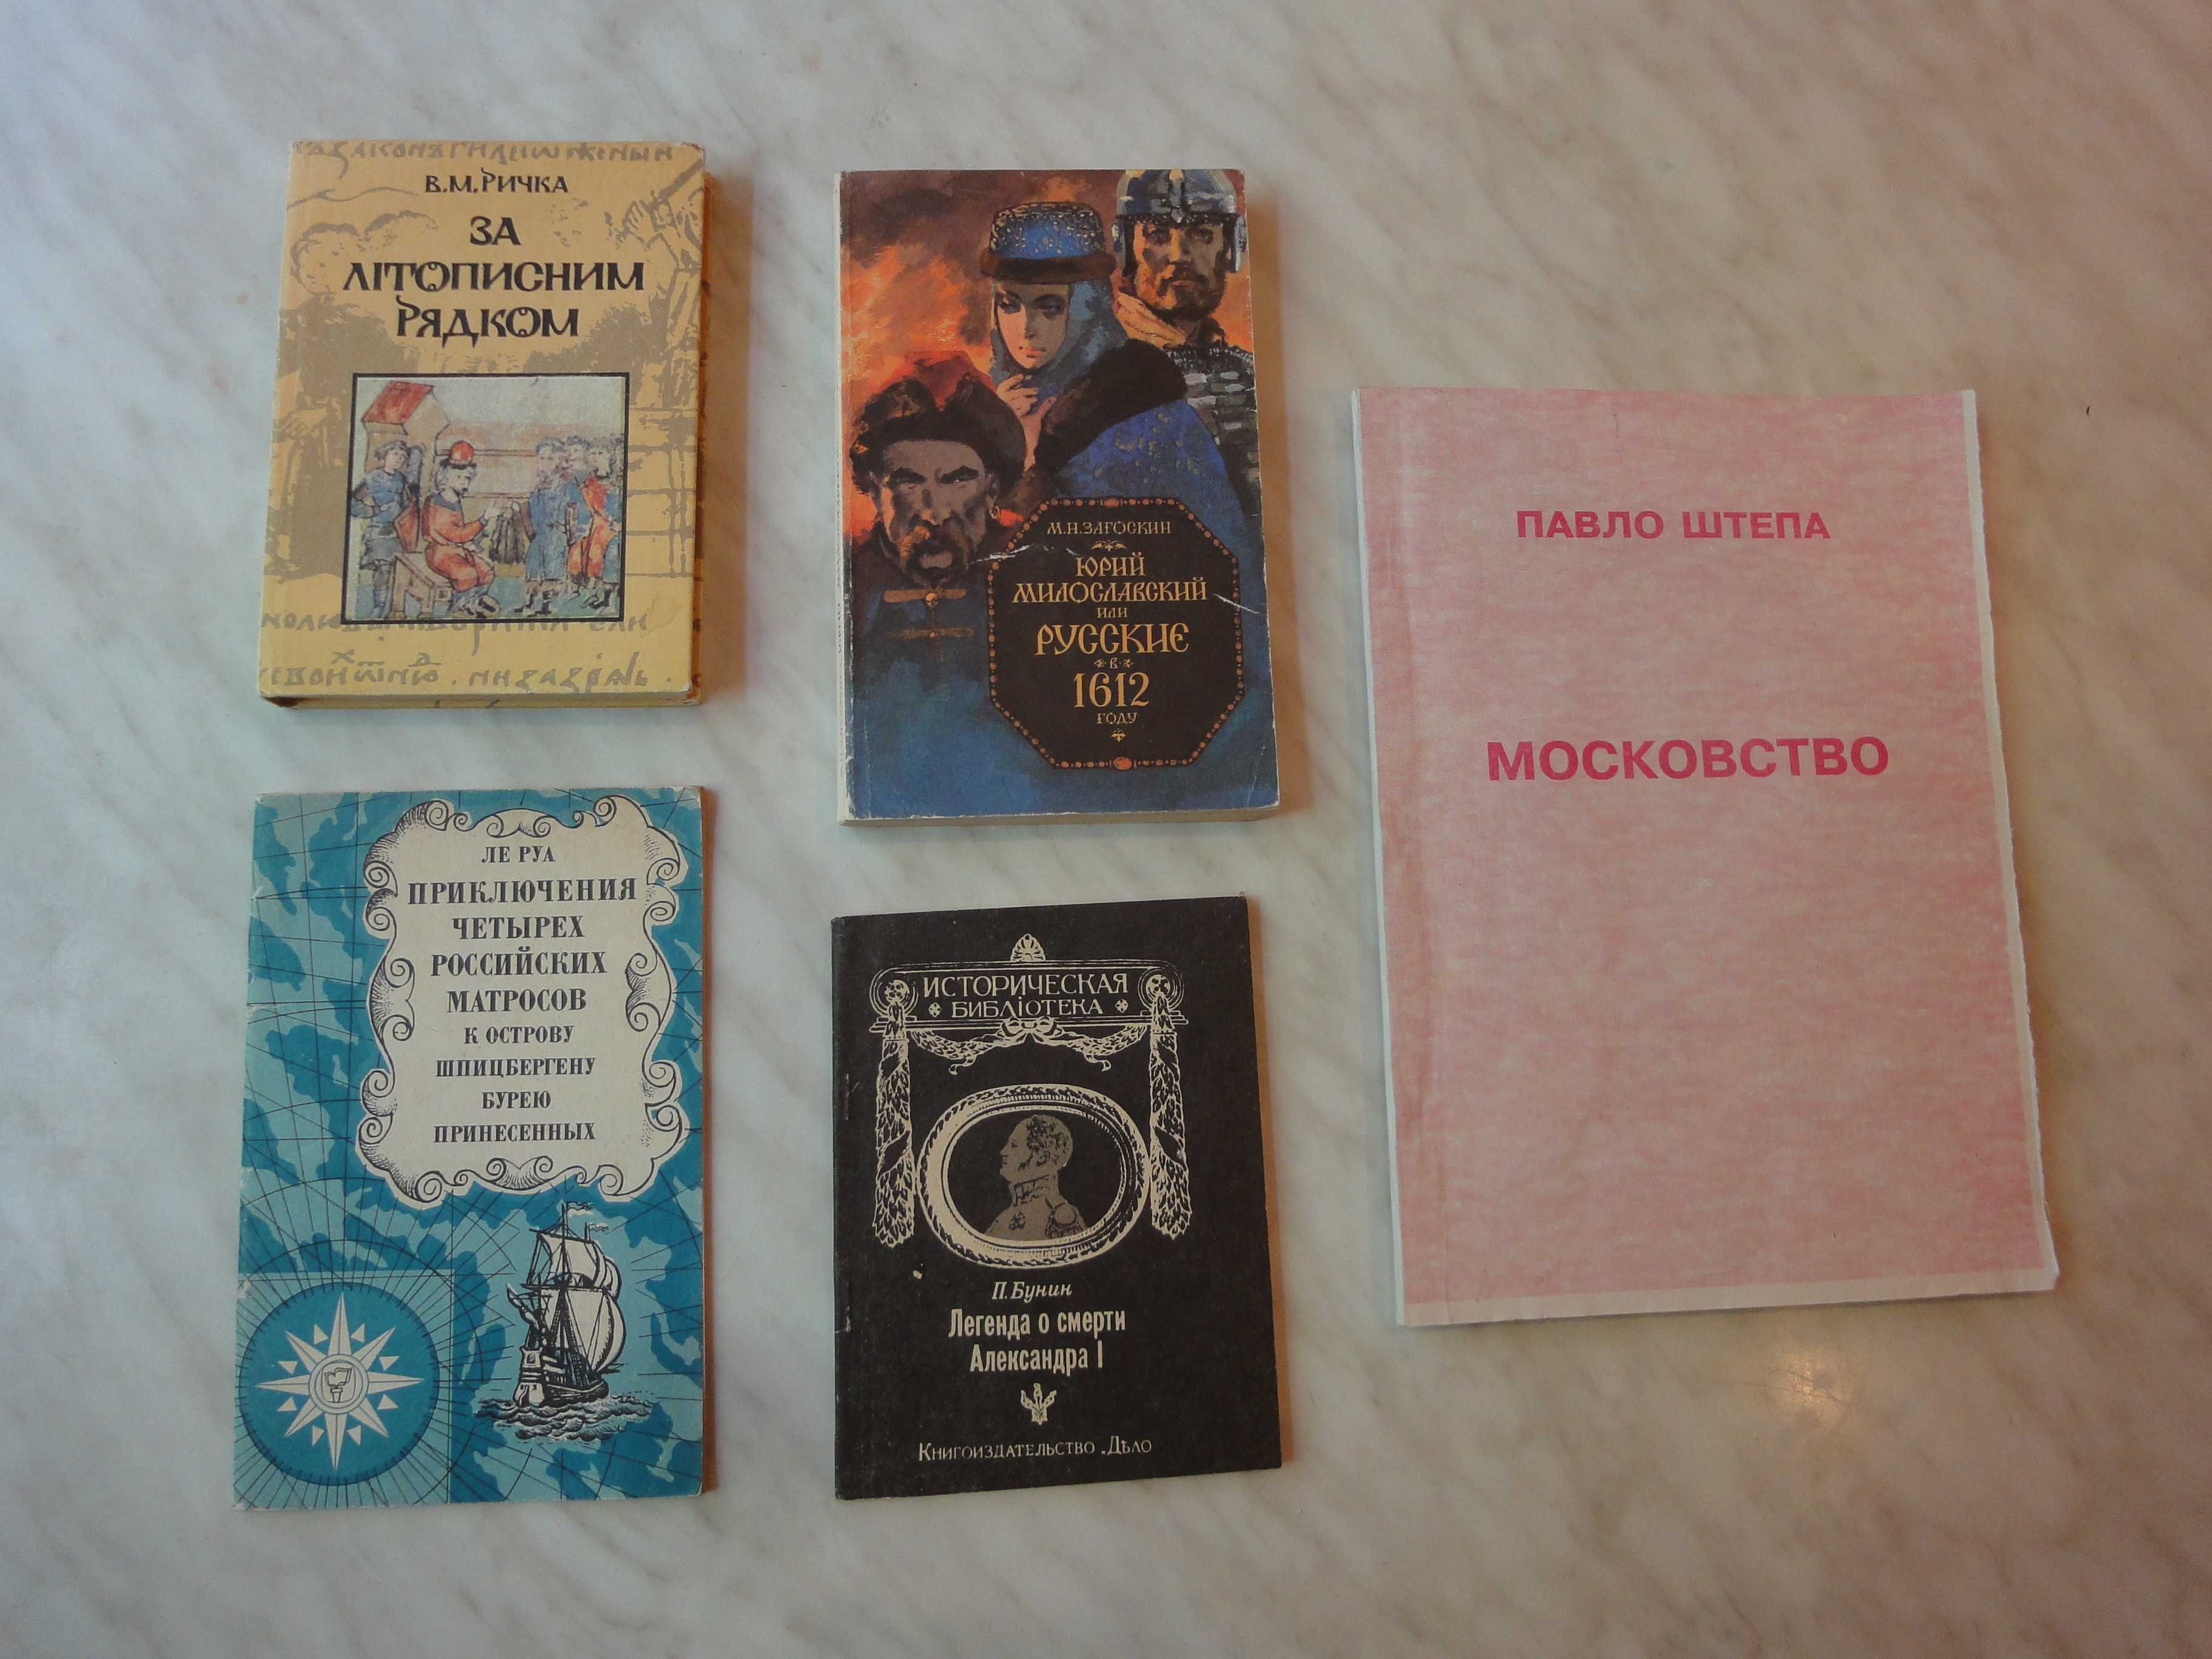 В.М.РИЧКА
ЗА
ЛІТОПИСНИМ
РЯДКОМ
М.Н.ЗАГОСКИН
ЮРИЙ
МИЛОСЛАВСКИЙ
ИЛИ
РУССКИЕ
В
1612
ГОДУ
ПАВЛО ШТЕПА
МОСКОВСТВО
ЛЕ РУА
ПРИКЛЮЧЕНИЯ
ЧЕТЫРЕХ
РОССИЙСКИХ
МАТРОСОВ
К ОСТРОВУ
ШПИЦБЕРГЕНУ
БУРЕЮ
ПРИНЕСЕННЫХ
ИСТОРИЧЕСКАЯ
БИБЛІОТЕКА
П.Бунин
Легенда о смерти
Александра I
Книгоиздательство .Дѣло